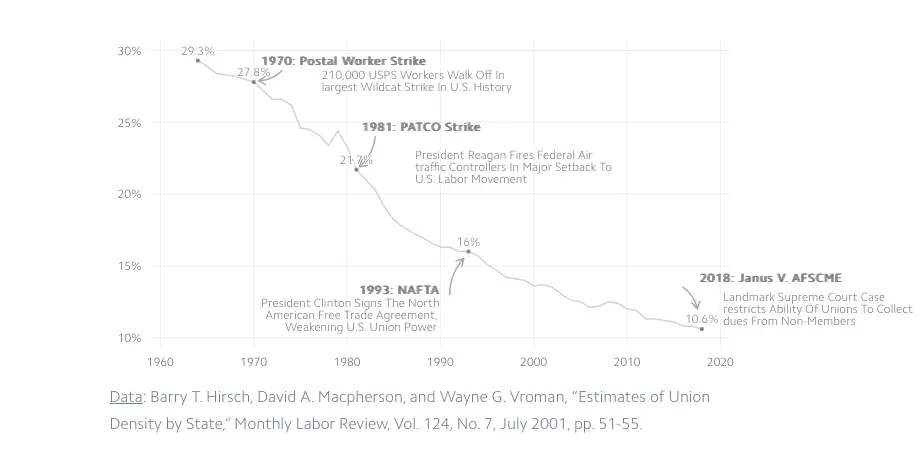 30%
29.3%
1970: Postal Worker Strike
27.8%
210,000 USPS Workers Walk Off In
largest Wildcat Strike In U.S. History
25%
1981: PATCO Strike
21.7%
President Reagan Fires Federal Air
traffic Controllers In Major Setback To
U.S. Labor Movement
20%
16%
15%
1993: NAFTA
President Clinton Signs The North
American Free Trade Agreement,
Weakening U.S. Union Power
2018: Janus V. AFSCME
Landmark Supreme Court Case
restricts Ability Of Unions To Collect
dues From Non-Members
10.6%
10%
1960 1970 1980 1990 2000 2010 2020
Data: Barry T. Hirsch, David A. Macpherson, and Wayne G. Vroman, “Estimates of Union
Density by State,” Monthly Labor Review, Vol. 124, No. 7, July 2001, pp. 51-55.